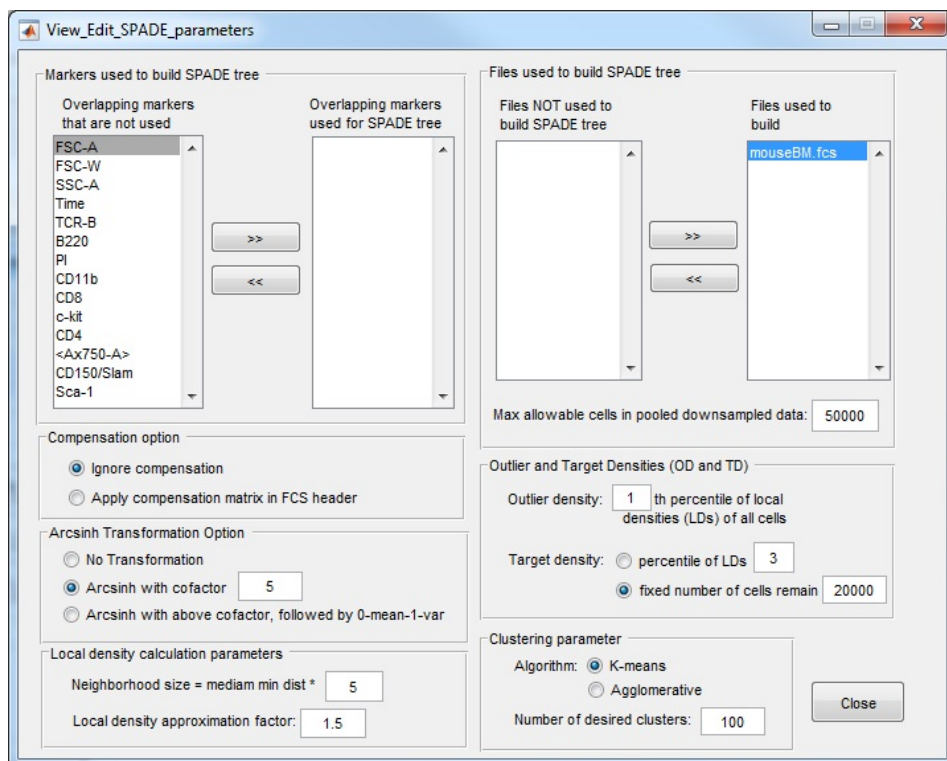 View_Edit_SPADE_parameters
Markers used to build SPADE tree
Overlapping markers
that are not used
Overlapping markers
used for SPADE tree
FSC-A
FSC-W
SSC-A
Time
TCR-B
B220
PI
CD11b
CD8
c-kit
CD4
<Ax750-A>
CD150/Slam
Sca-1
>>
<<
Files used to build SPADE tree
Files NOT used to
build SPADE tree
Files used to
build
mouseBM.fcs
>>
<<
Max allowable cells in pooled downsampled data: 50000
Compensation option
Ignore compensation
Apply compensation matrix in FCS header
Arcsinh Transformation Option
No Transformation
Arcsinh with cofactor 5
Arcsinh with above cofactor, followed by 0-mean-1-var
Local density calculation parameters
Neighborhood size = mediam min dist * 5
Local density approximation factor: 1.5
Outlier and Target Densities (OD and TD)
Outlier density: 1 th percentile of local
densities (LDs) of all cells
Target density: percentile of LDs 3
fixed number of cells remain 20000
Clustering parameter
Algorithm: K-means
Agglomerative
Number of desired clusters: 100
Close